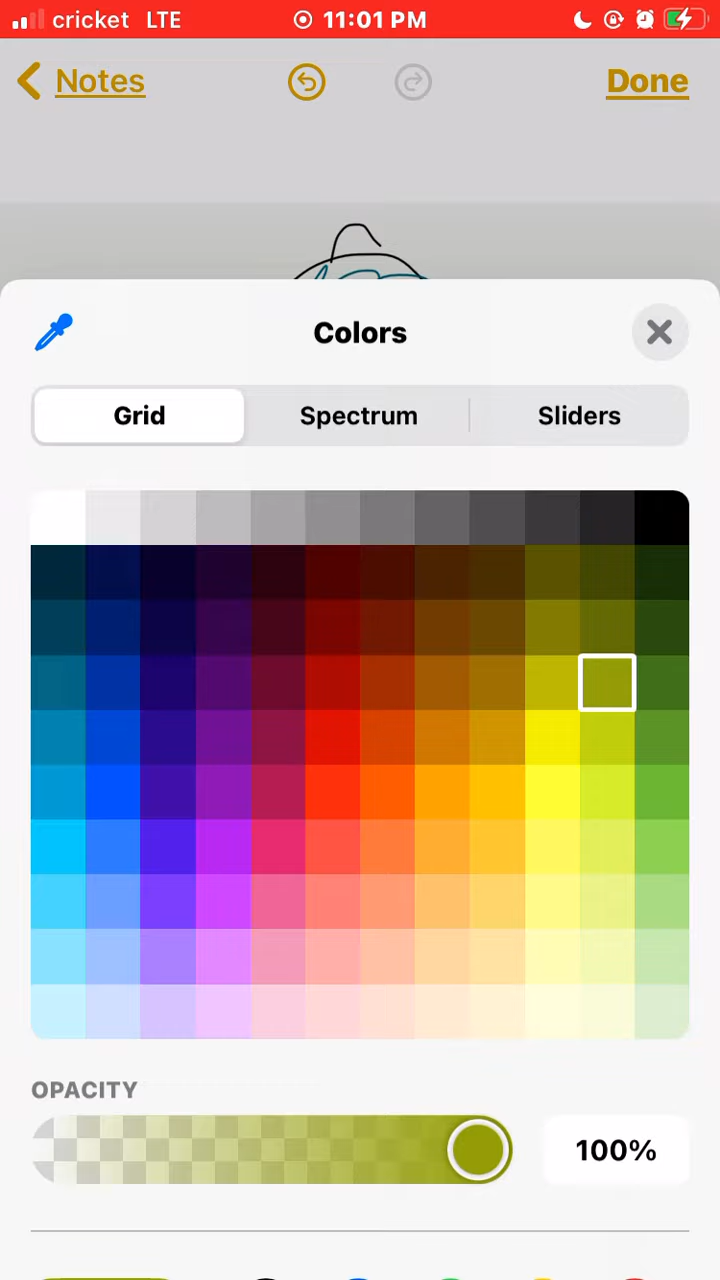 cricket LTE 11:01 PM
Notes Done
Colors
Grid Spectrum Sliders
OPACITY
100%